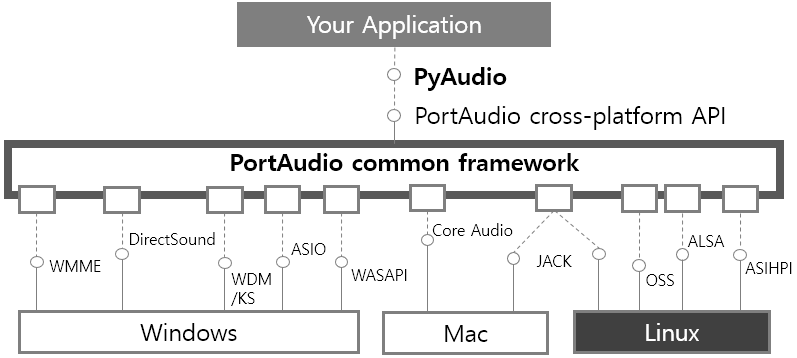 Your Application
PyAudio
PortAudio cross-platform API
PortAudio common framework
WMME
DirectSound
WDM
/KS
ASIO
WASAPI
Core Audio
JACK
OSS
ALSA
ASIHPI
Windows
Mac
Linux